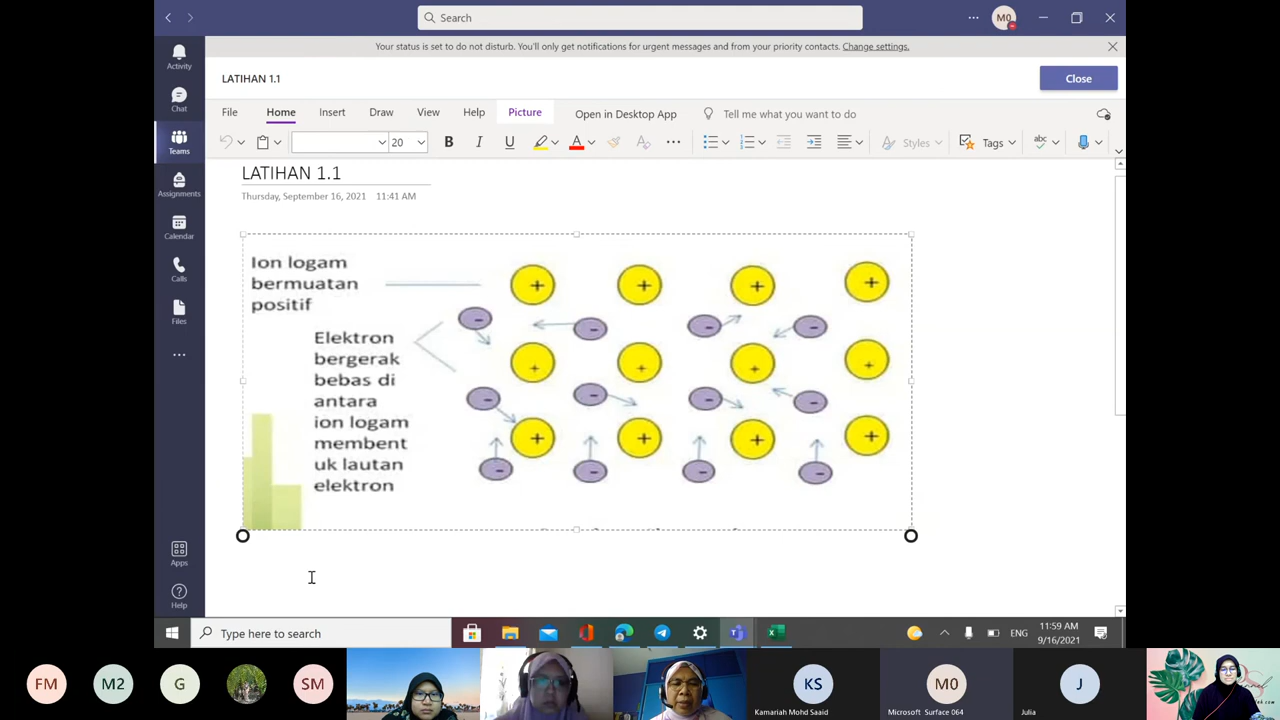 Search
M0
Your status is set to do not disturb. You'll only get notifications for urgent messages and from your priority contacts. Change settings.
Activity
Chat
Teams
Assignments
Calendar
Calls
Files
Apps
Help
LATIHAN 1.1
Close
File Home Insert Draw View Help Picture Open in Desktop App Tell me what you want to do
20 B I U A abc Styles Tags
LATIHAN 1.1
Thursday, September 16, 2021 11:41 AM
Ion logam
bermuatan
positif
Elektron
bergerak
bebas di
antara
ion logam
membent
uk lautan
elektron
+ + + +
- - - -
+ + + +
- - - -
+ + + +
- - - -
Type here to search
ENG
11:59 AM
9/16/2021
FM M2 G SM KS M0 J
Kamariah Mohd Saaid
Microsoft Surface 064
Julia